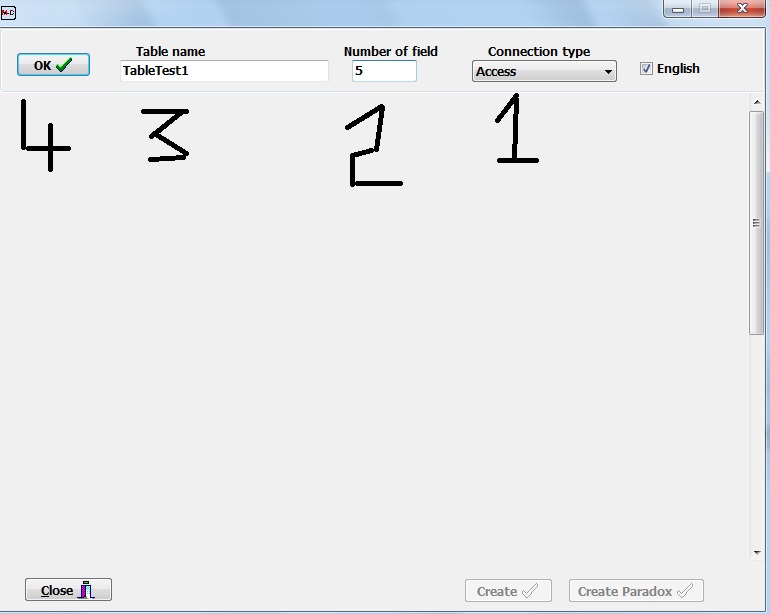 Table name Number of field Connection type
OK TableTest1 5 Access English
4 3 2 1
Close Create Create Paradox